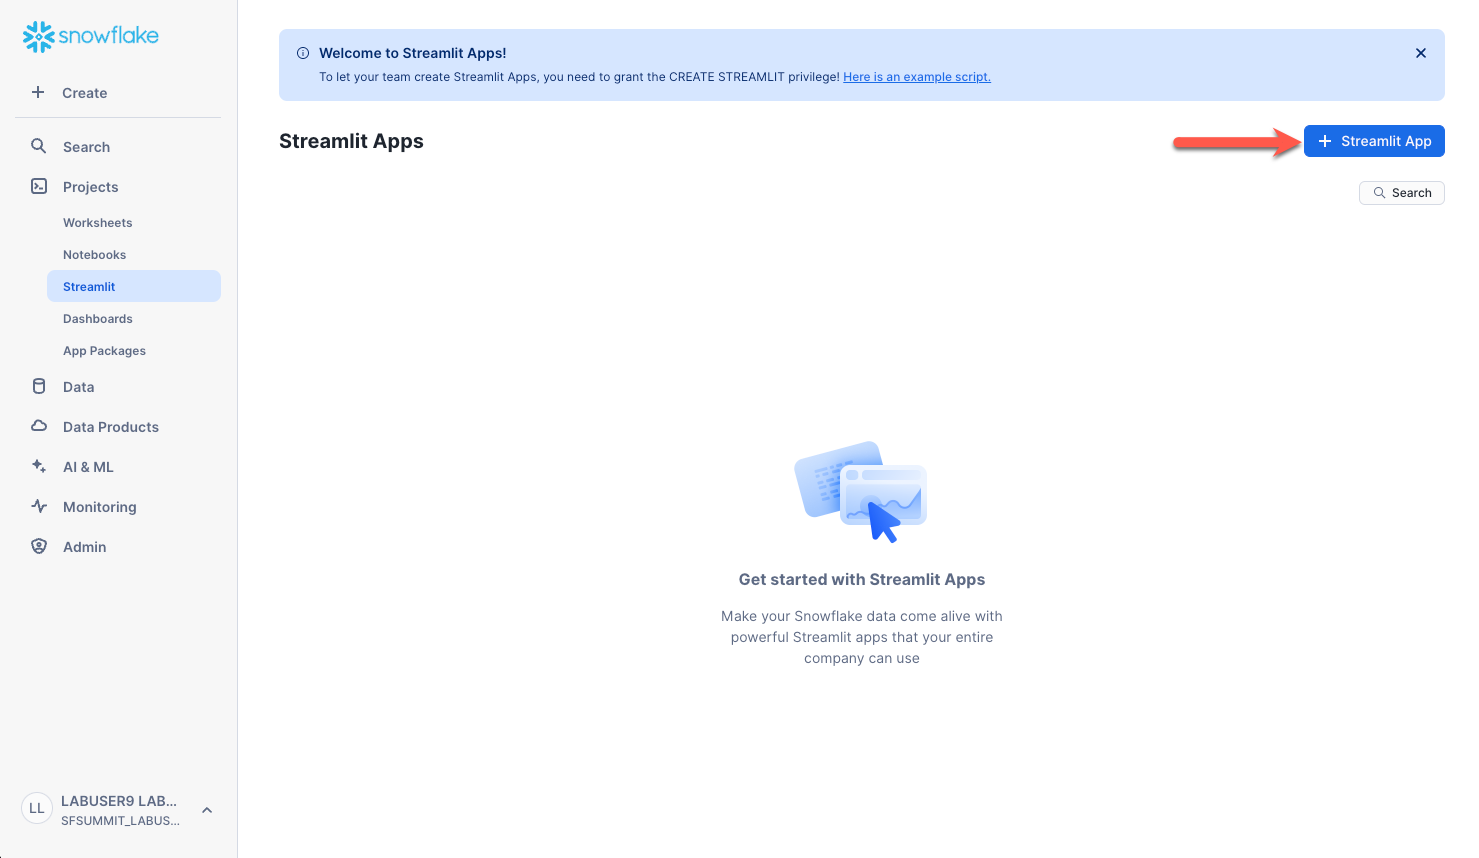 snowflake
Create
Search
Projects
Worksheets
Notebooks
Streamlit
Dashboards
App Packages
Data
Data Products
AI & ML
Monitoring
Admin
LL
LABUSER9 LAB...
SFSUMMIT_LABUS...
Welcome to Streamlit Apps!
To let your team create Streamlit Apps, you need to grant the CREATE STREAMLIT privilege! Here is an example script.
Streamlit Apps
Streamlit App
Search
Get started with Streamlit Apps
Make your Snowflake data come alive with
powerful Streamlit apps that your entire
company can use